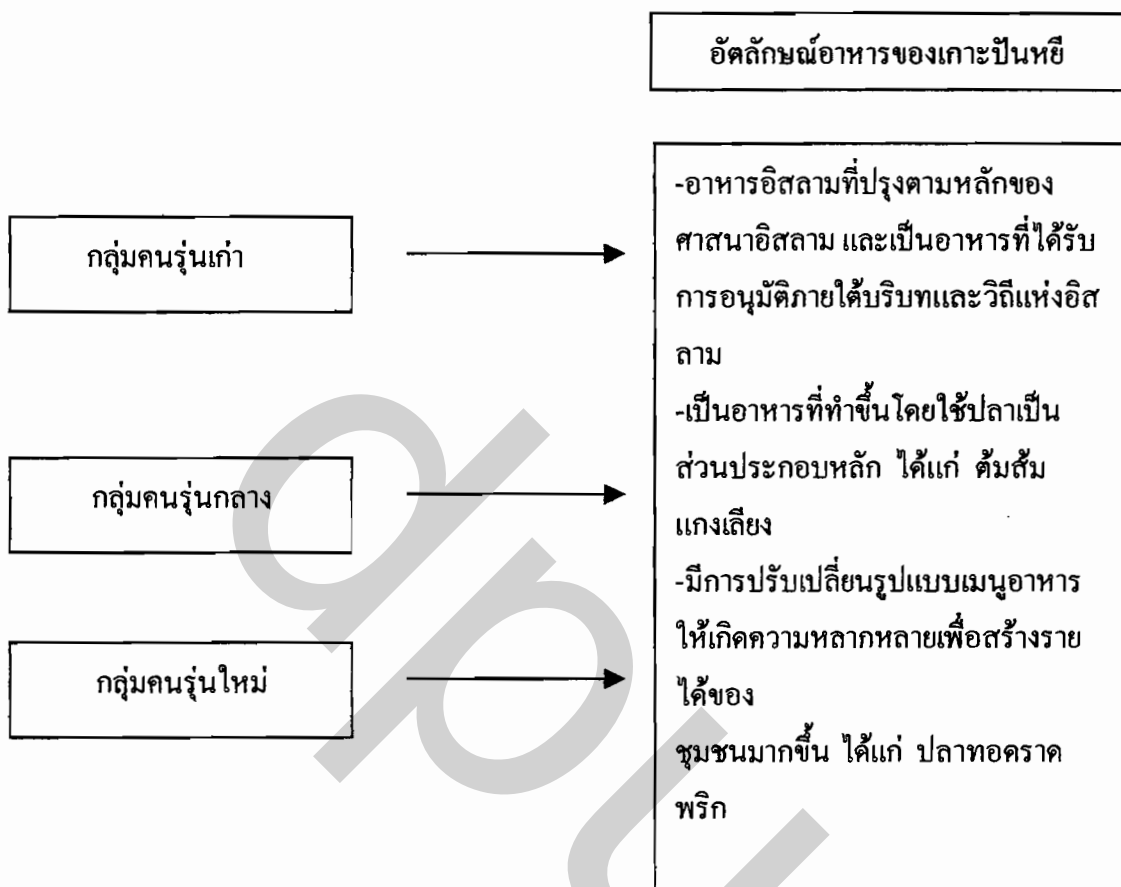 อัตลักษณ์อาหารของเกาะปันหยี
กลุ่มคนรุ่นเก่า
กลุ่มคนรุ่นกลาง
กลุ่มคนรุ่นใหม่
-อาหารอิสลามที่ปรุงตามหลักของ
ศาสนาอิสลาม และเป็นอาหารที่ได้รับ
การอนุมัติภายใต้บริบทและวิถีแห่งอิส
ลาม
-เป็นอาหารที่ทำขึ้นโดยใช้ปลาเป็น
ส่วนประกอบหลัก ได้แก่ ต้มส้ม
แกงเลียง
-มีการปรับเปลี่ยนรูปแบบเมนูอาหาร
ให้เกิดความหลากหลายเพื่อสร้างราย
ได้ของ
ชุมชนมากขึ้น ได้แก่ ปลาทอดราด
พริก
dpu